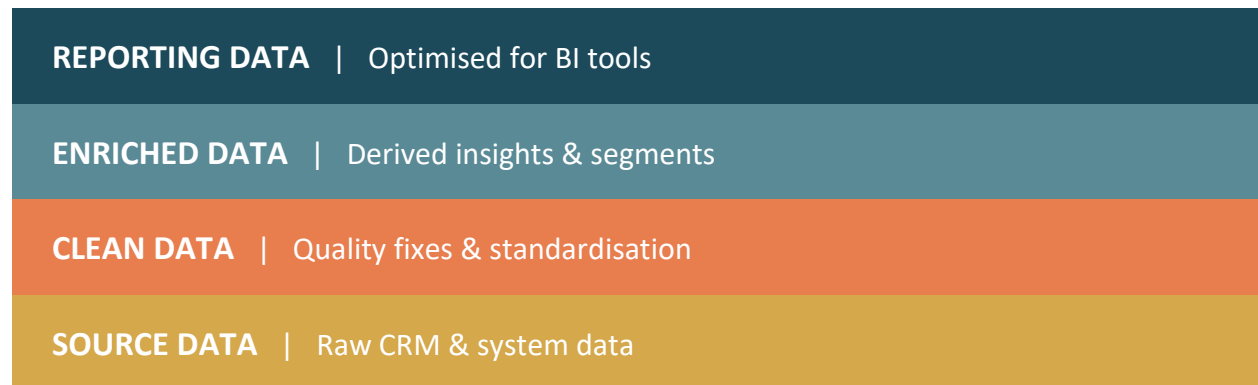 REPORTING DATA | Optimised for BI tools
ENRICHED DATA | Derived insights & segments
CLEAN DATA | Quality fixes & standardisation
SOURCE DATA | Raw CRM & system data